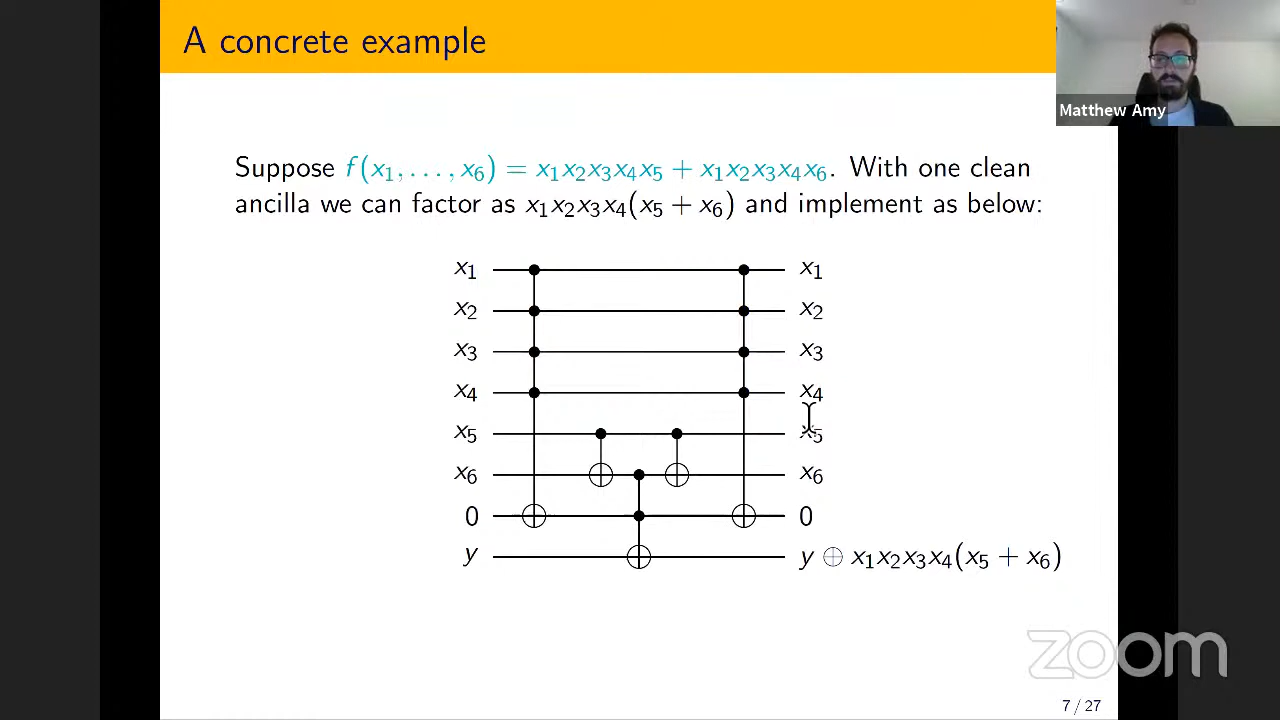 A concrete example
Matthew Amy
Suppose f(x₁, . . . , x₆) = x₁x₂x₃x₄x₅ + x₁x₂x₃x₄x₆. With one clean
ancilla we can factor as x₁x₂x₃x₄(x₅ + x₆) and implement as below:
x₁ x₁
x₂ x₂
x₃ x₃
x₄ x₄
x₅ x₅
x₆ x₆
0 0
y y ⊕ x₁x₂x₃x₄(x₅ + x₆)
zoom
7 / 27